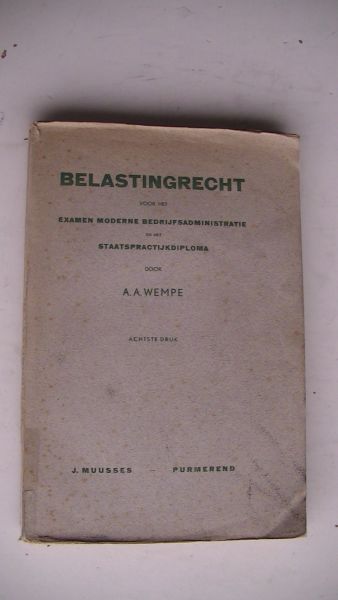 BELASTINGRECHT
VOOR HET
EXAMEN MODERNE BEDRIJFSADMINISTRATIE
EN HET
STAATSPRACTIJKDIPLOMA
DOOR
A.A. WEMPE
ACHTSTE DRUK
J. MUUSSES — PURMEREND